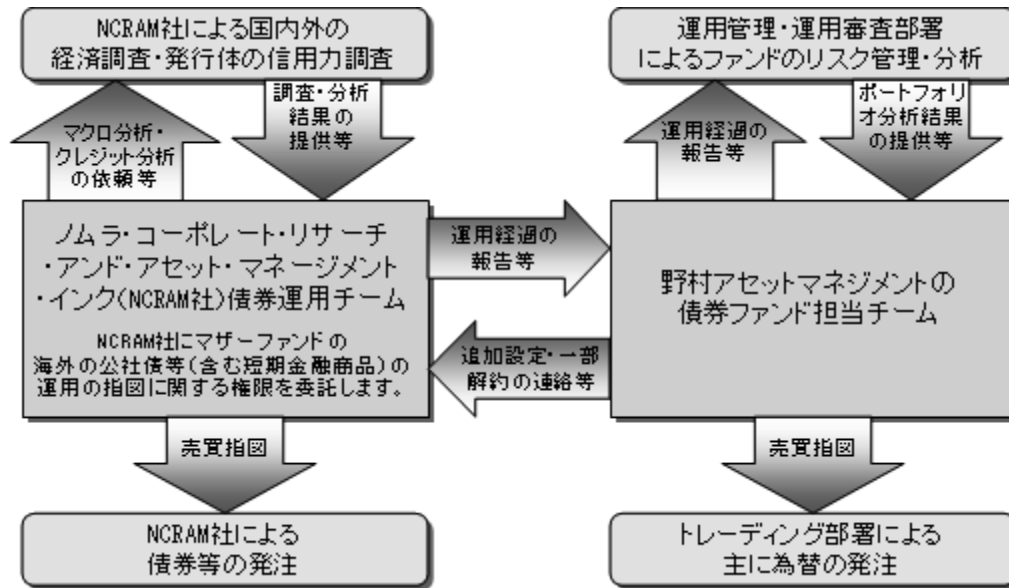 NCRAM社による国内外の
経済調査・発行体の信用力調査
運用管理・運用審査部署
によるファンドのリスク管理・分析
マクロ分析・
クレジット分析
の依頼等
調査・分析
結果の
提供等
運用経過の
報告等
ポートフォリ
オ分析結果
の提供等
ノムラ・コーポレート・リサーチ
・アンド・アセット・マネージメント
・インク(NCRAM社)債券運用チーム
NCRAM社にマザーファンドの
海外の公社債等(含む短期金融商品)の
運用の指図に関する権限を委託します。
運用経過の
報告等
追加設定・一部
解約の連絡等
野村アセットマネジメントの
債券ファンド担当チーム
売買指図
売買指図
NCRAM社による
債券等の発注
トレーディング部署による
主に為替の発注